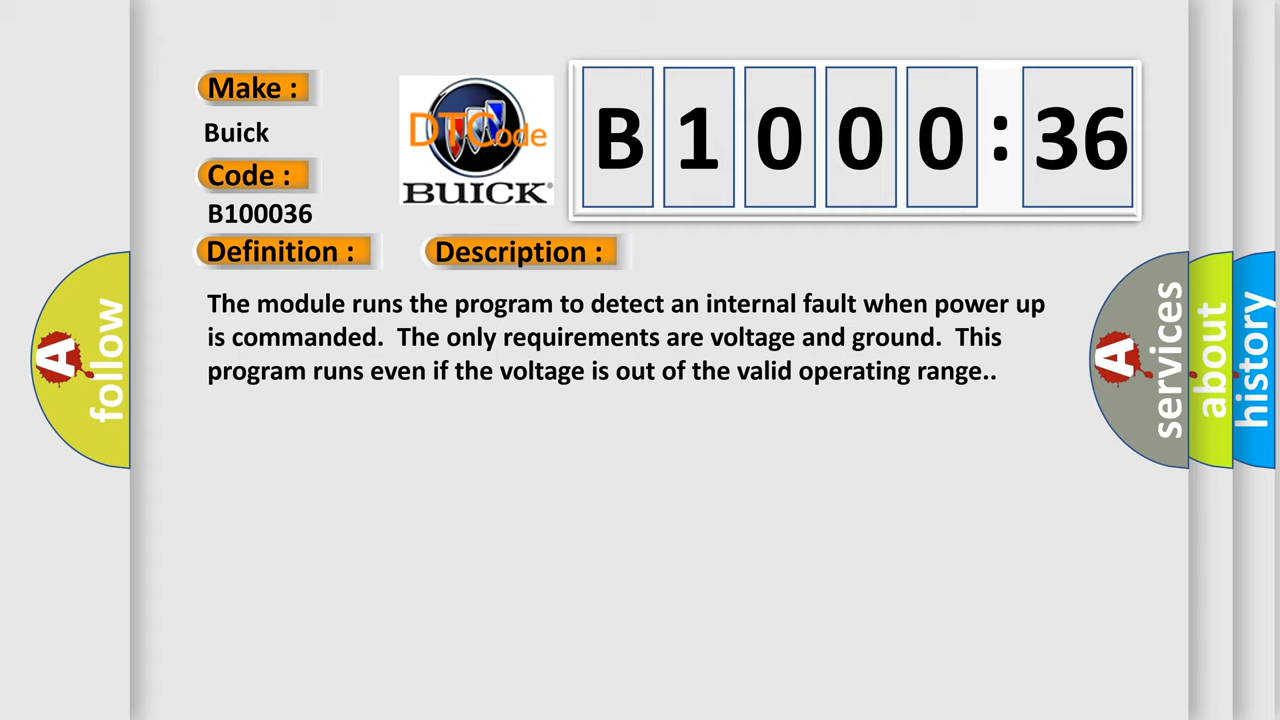 Make :
Buick
Code :
B100036
DTCode
BUICK®
B 1 0 0 0 : 36
Definition :
Description :
The module runs the program to detect an internal fault when power up
is commanded  The only requirements are voltage and ground  This
program runs even if the voltage is out of the valid operating range..
A follow
A services
about
history